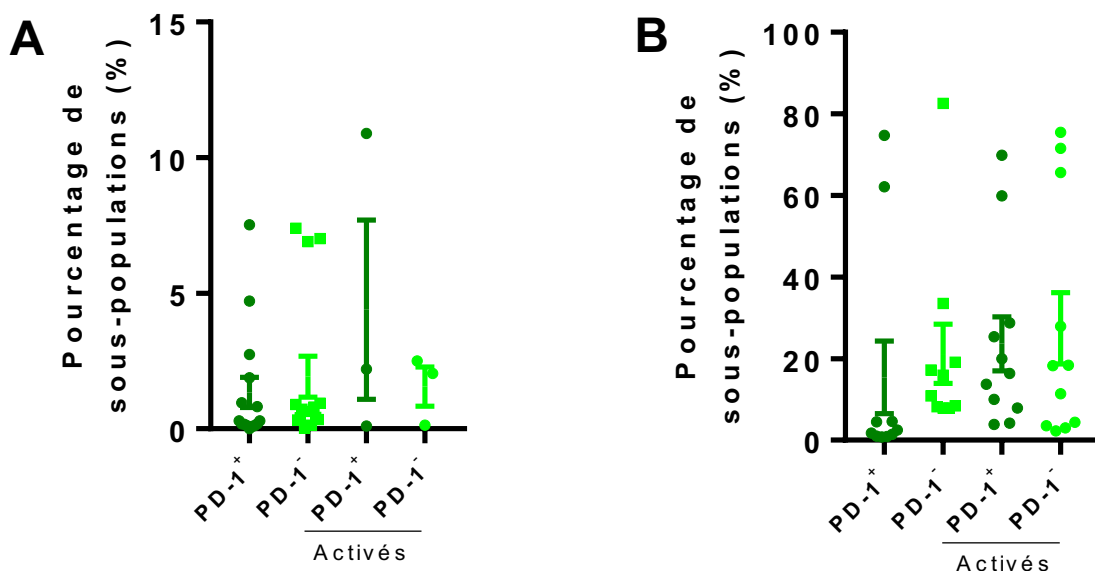 A
Pourcentage de
sous-populations (%)
15
10
5
0
PD-1⁺
PD-1⁻
PD-1⁺
PD-1⁻
Activés
B
Pourcentage de
sous-populations (%)
100
80
60
40
20
0
PD-1⁺
PD-1⁻
PD-1⁺
PD-1⁻
Activés